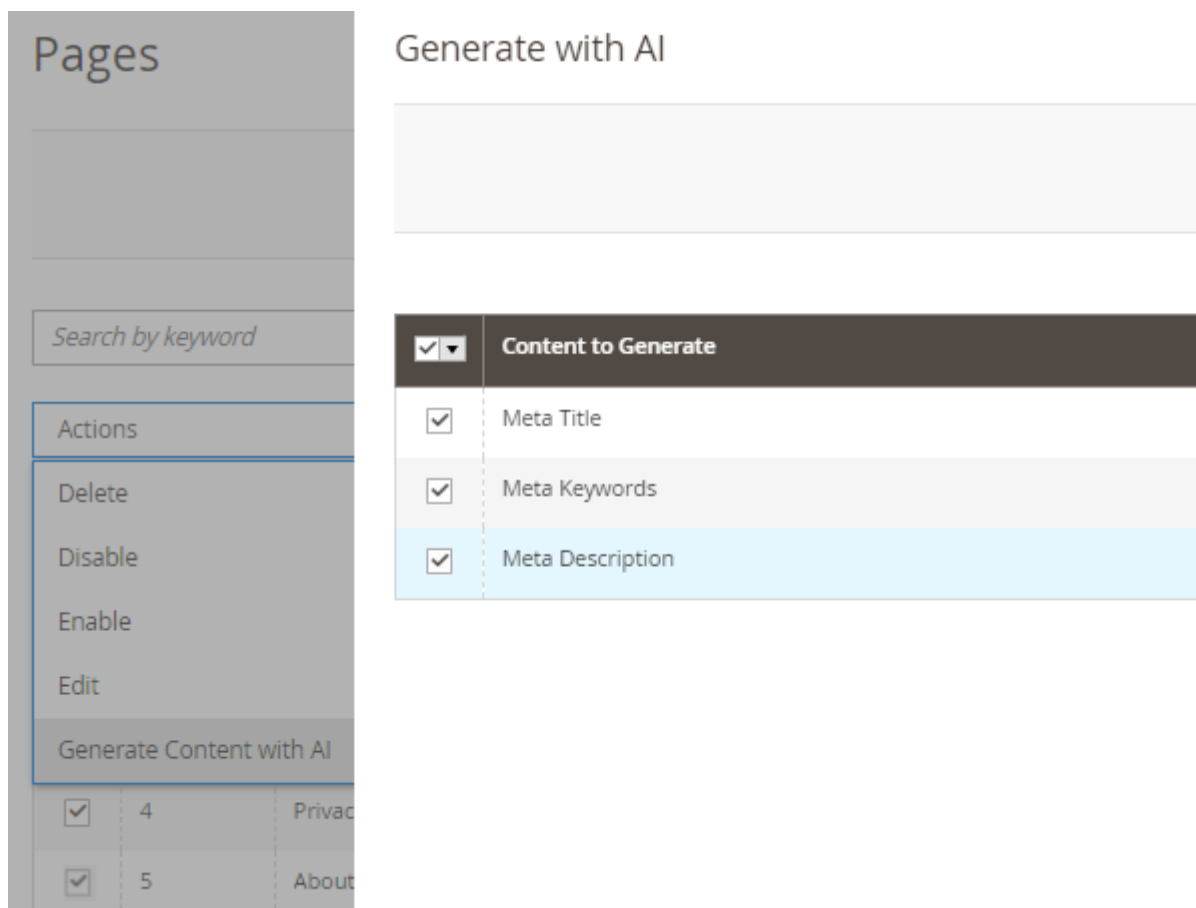 Pages
Search by keyword
Actions
Delete
Disable
Enable
Edit
Generate Content with AI
4 Privac
5 About
Generate with AI
Content to Generate
Meta Title
Meta Keywords
Meta Description